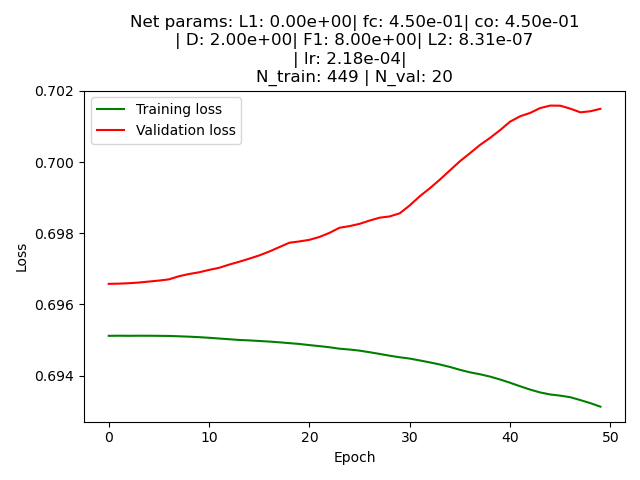 Net params: L1: 0.00e+00| fc: 4.50e-01| co: 4.50e-01
| D: 2.00e+00| F1: 8.00e+00| L2: 8.31e-07
| lr: 2.18e-04|
N_train: 449 | N_val: 20
Training loss
Validation loss
0.702
0.700
0.698
0.696
0.694
Loss
0
10
20
30
40
50
Epoch